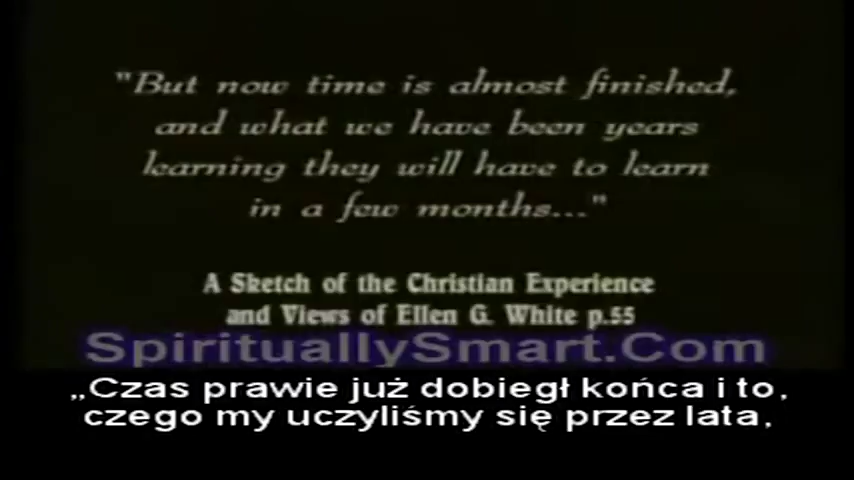 "But now time is almost finished,
and what we have been years
learning they will have to learn
in a few months..."
A Sketch of the Christian Experience
and Views of Ellen G. White p.55
SpirituallySmart.Com
„Czas prawie już dobiegł końca i to,
czego my uczyliśmy się przez lata,